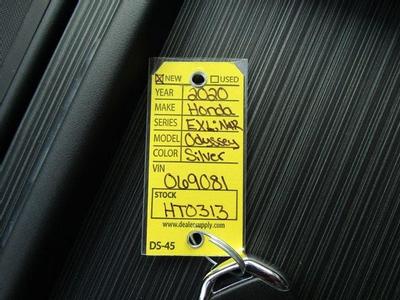 NEW USED
YEAR 2020
MAKE Honda
SERIES EXL:NAR
MODEL Odyssey
COLOR Silver
VIN
069081
STOCK
HT0313
www.dealersupply.com
DS-45